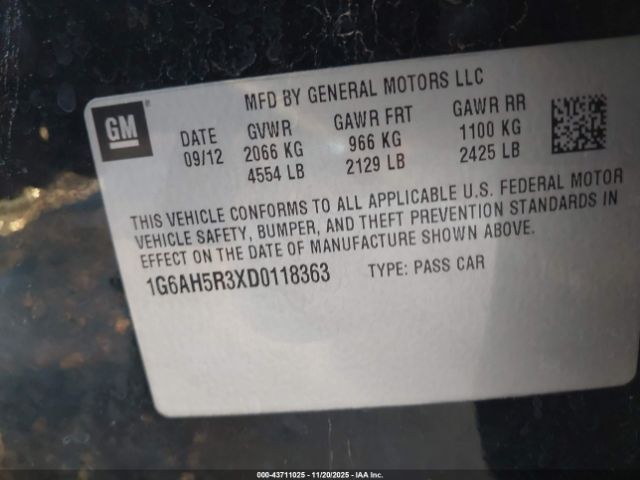 MFD BY GENERAL MOTORS LLC
GM
DATE GVWR GAWR FRT GAWR RR
09/12 2066 KG 966 KG 1100 KG
4554 LB 2129 LB 2425 LB
THIS VEHICLE CONFORMS TO ALL APPLICABLE U.S. FEDERAL MOTOR
VEHICLE SAFETY, BUMPER, AND THEFT PREVENTION STANDARDS IN
EFFECT ON THE DATE OF MANUFACTURE SHOWN ABOVE.
1G6AH5R3XD0118363 TYPE: PASS CAR
000-43711025 - 11/20/2025 - IAA Inc.